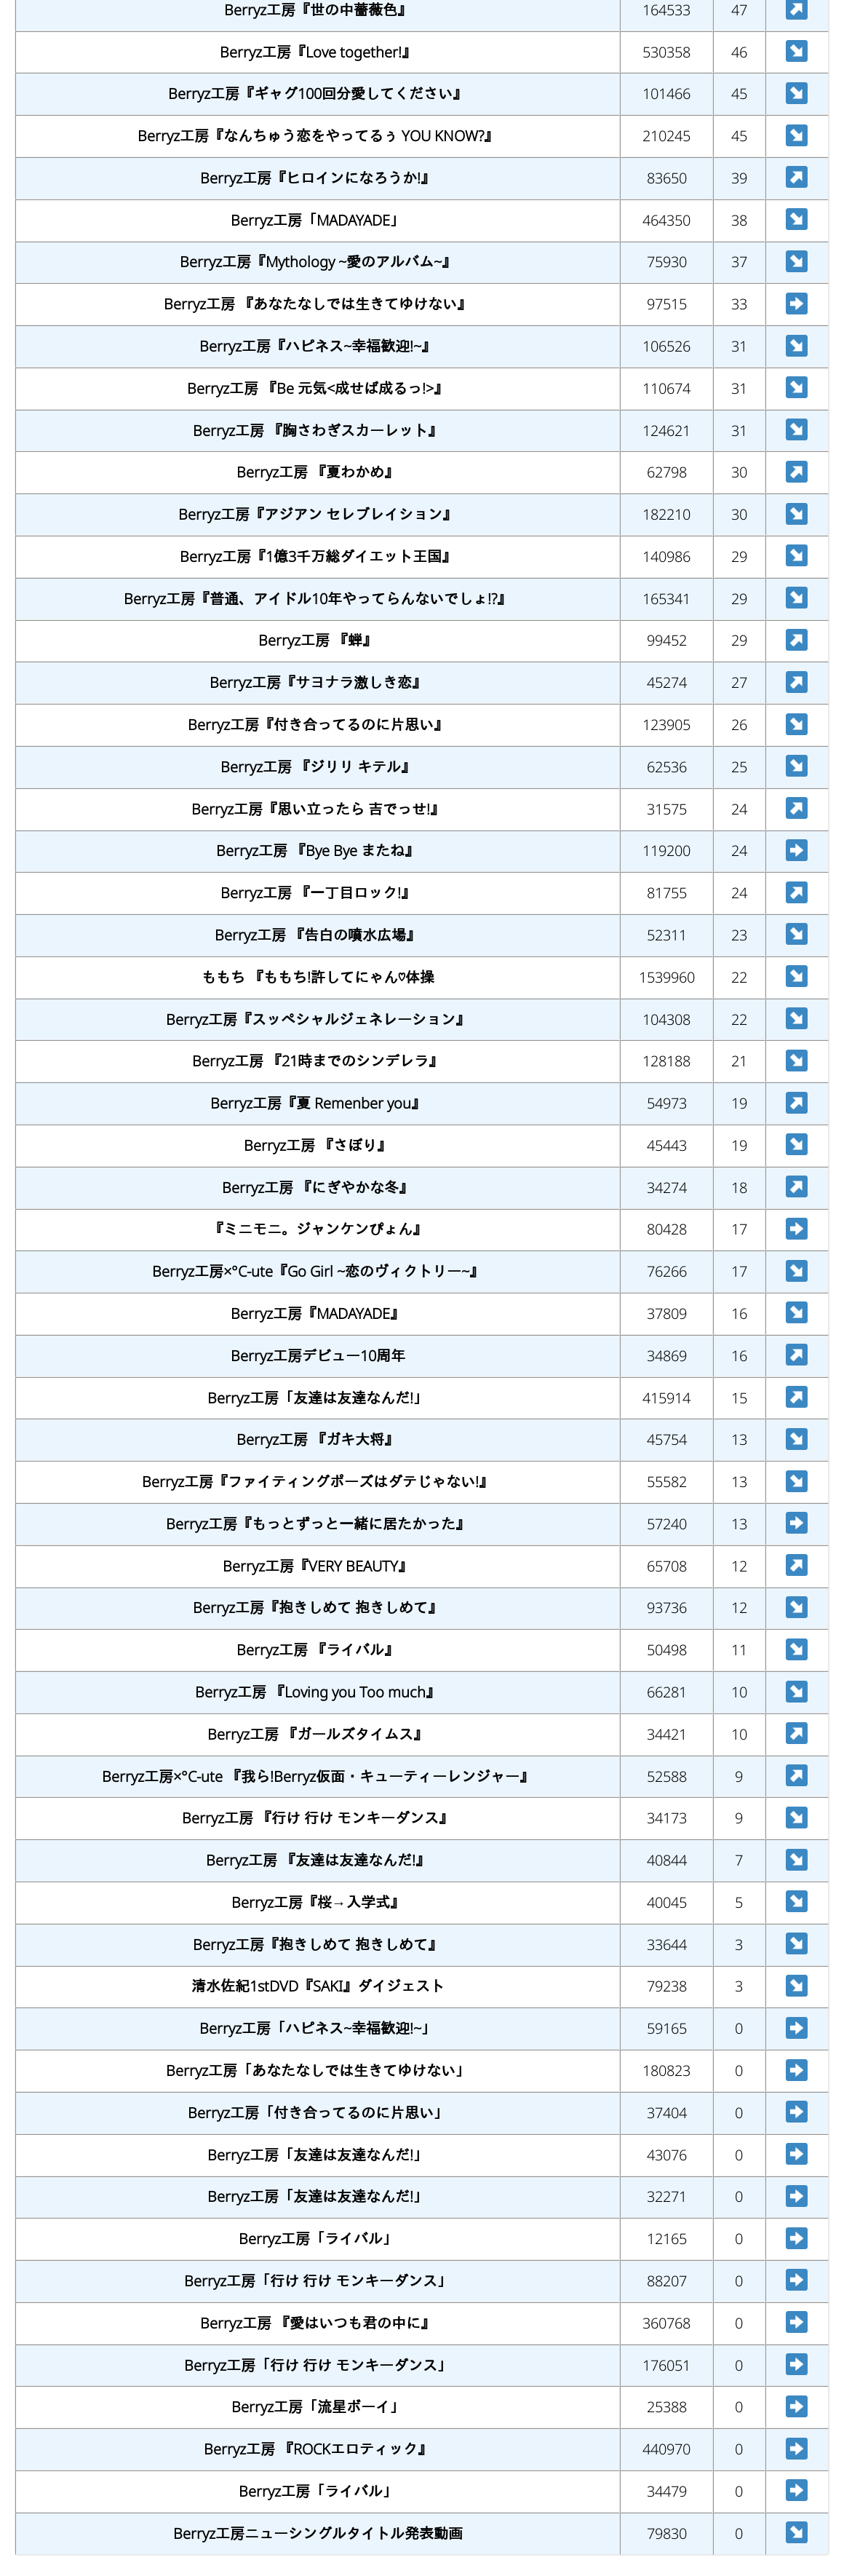 Berryz工房『世の中薔薇色』 164533 47 ↗
Berryz工房『Love together!』 530358 46 ↘
Berryz工房『ギャグ100回分愛してください』 101466 45 ↘
Berryz工房『なんちゅう恋をやってるぅ YOU KNOW?』 210245 45 ↘
Berryz工房『ヒロインになろうか!』 83650 39 ↗
Berryz工房「MADAYADE」 464350 38 ↘
Berryz工房『Mythology ~愛のアルバム~』 75930 37 ↘
Berryz工房 『あなたなしでは生きてゆけない』 97515 33 ➡
Berryz工房『ハピネス~幸福歓迎!~』 106526 31 ↘
Berryz工房 『Be 元気<成せば成るっ!>』 110674 31 ↘
Berryz工房 『胸さわぎスカーレット』 124621 31 ↘
Berryz工房 『夏わかめ』 62798 30 ↗
Berryz工房『アジアン セレブレイション』 182210 30 ↘
Berryz工房『1億3千万総ダイエット王国』 140986 29 ↘
Berryz工房『普通、アイドル10年やってらんないでしょ!?』 165341 29 ↘
Berryz工房 『蝉』 99452 29 ↗
Berryz工房『サヨナラ激しき恋』 45274 27 ↗
Berryz工房『付き合ってるのに片思い』 123905 26 ↘
Berryz工房 『ジリリ キテル』 62536 25 ↘
Berryz工房『思い立ったら 吉でっせ!』 31575 24 ↗
Berryz工房 『Bye Bye またね』 119200 24 ➡
Berryz工房 『一丁目ロック!』 81755 24 ↗
Berryz工房 『告白の噴水広場』 52311 23 ↘
ももち 『ももち!許してにゃん♡体操 1539960 22 ↘
Berryz工房『スッペシャルジェネレーション』 104308 22 ↘
Berryz工房 『21時までのシンデレラ』 128188 21 ↘
Berryz工房『夏 Remenber you』 54973 19 ↗
Berryz工房 『さぼり』 45443 19 ↘
Berryz工房 『にぎやかな冬』 34274 18 ↗
『ミニモニ。ジャンケンぴょん』 80428 17 ➡
Berryz工房×°C-ute『Go Girl ~恋のヴィクトリー~』 76266 17 ↘
Berryz工房『MADAYADE』 37809 16 ↘
Berryz工房デビュー10周年 34869 16 ↗
Berryz工房「友達は友達なんだ!」 415914 15 ↗
Berryz工房 『ガキ大将』 45754 13 ↘
Berryz工房『ファイティングポーズはダテじゃない!』 55582 13 ↘
Berryz工房『もっとずっと一緒に居たかった』 57240 13 ➡
Berryz工房『VERY BEAUTY』 65708 12 ↗
Berryz工房『抱きしめて 抱きしめて』 93736 12 ↘
Berryz工房 『ライバル』 50498 11 ↘
Berryz工房 『Loving you Too much』 66281 10 ↘
Berryz工房 『ガールズタイムス』 34421 10 ↗
Berryz工房×°C-ute 『我ら!Berryz仮面・キューティーレンジャー』 52588 9 ↗
Berryz工房 『行け 行け モンキーダンス』 34173 9 ↘
Berryz工房 『友達は友達なんだ!』 40844 7 ↘
Berryz工房『桜→入学式』 40045 5 ↘
Berryz工房『抱きしめて 抱きしめて』 33644 3 ↘
清水佐紀1stDVD『SAKI』ダイジェスト 79238 3 ↘
Berryz工房「ハピネス~幸福歓迎!~」 59165 0 ➡
Berryz工房「あなたなしでは生きてゆけない」 180823 0 ➡
Berryz工房「付き合ってるのに片思い」 37404 0 ➡
Berryz工房「友達は友達なんだ!」 43076 0 ➡
Berryz工房「友達は友達なんだ!」 32271 0 ➡
Berryz工房「ライバル」 12165 0 ➡
Berryz工房「行け 行け モンキーダンス」 88207 0 ➡
Berryz工房 『愛はいつも君の中に』 360768 0 ➡
Berryz工房「行け 行け モンキーダンス」 176051 0 ➡
Berryz工房「流星ボーイ」 25388 0 ➡
Berryz工房 『ROCKエロティック』 440970 0 ➡
Berryz工房「ライバル」 34479 0 ➡
Berryz工房ニューシングルタイトル発表動画 79830 0 ↘